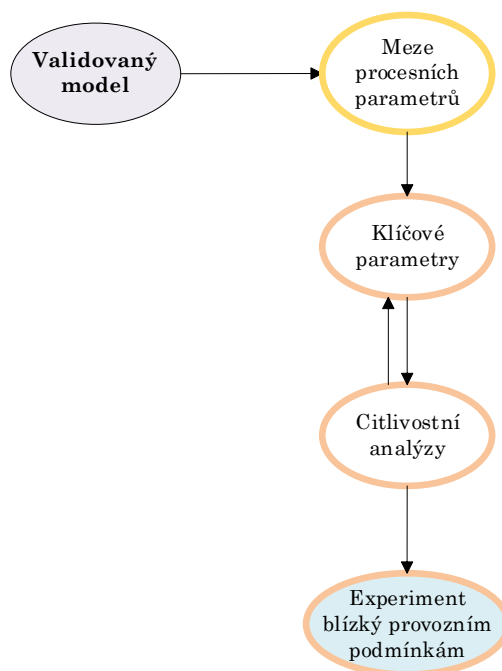 Validovaný
model
Meze
procesních
parametrů
Klíčové
parametry
Citlivostní
analýzy
Experiment
blízký provozním
podmínkám